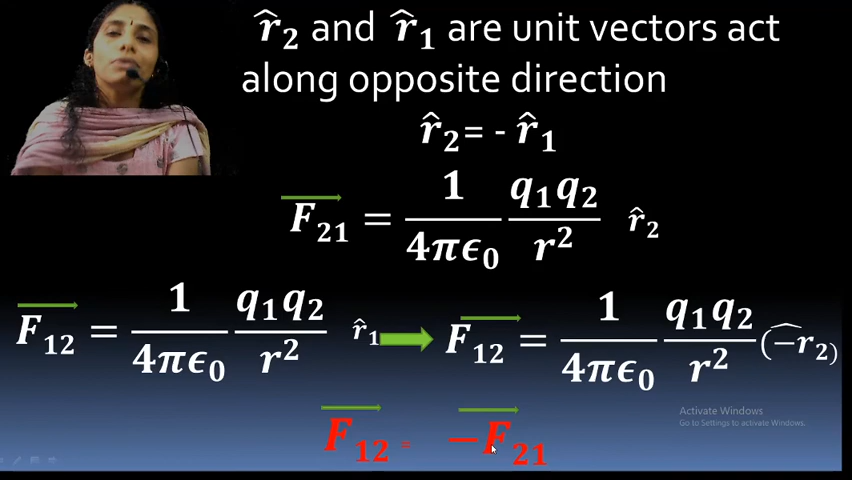 r̂₂ and r̂₁ are unit vectors act
along opposite direction
r̂₂= - r̂₁
F₂₁⃗ = 1/4πϵ₀ q₁q₂/r² r̂₂
F₁₂⃗ = 1/4πϵ₀ q₁q₂/r² r̂₁
F₁₂⃗ = 1/4πϵ₀ q₁q₂/r² (−r̂₂)
F₁₂⃗ = −F₂₁⃗
Activate Windows
Go to Settings to activate Windows.